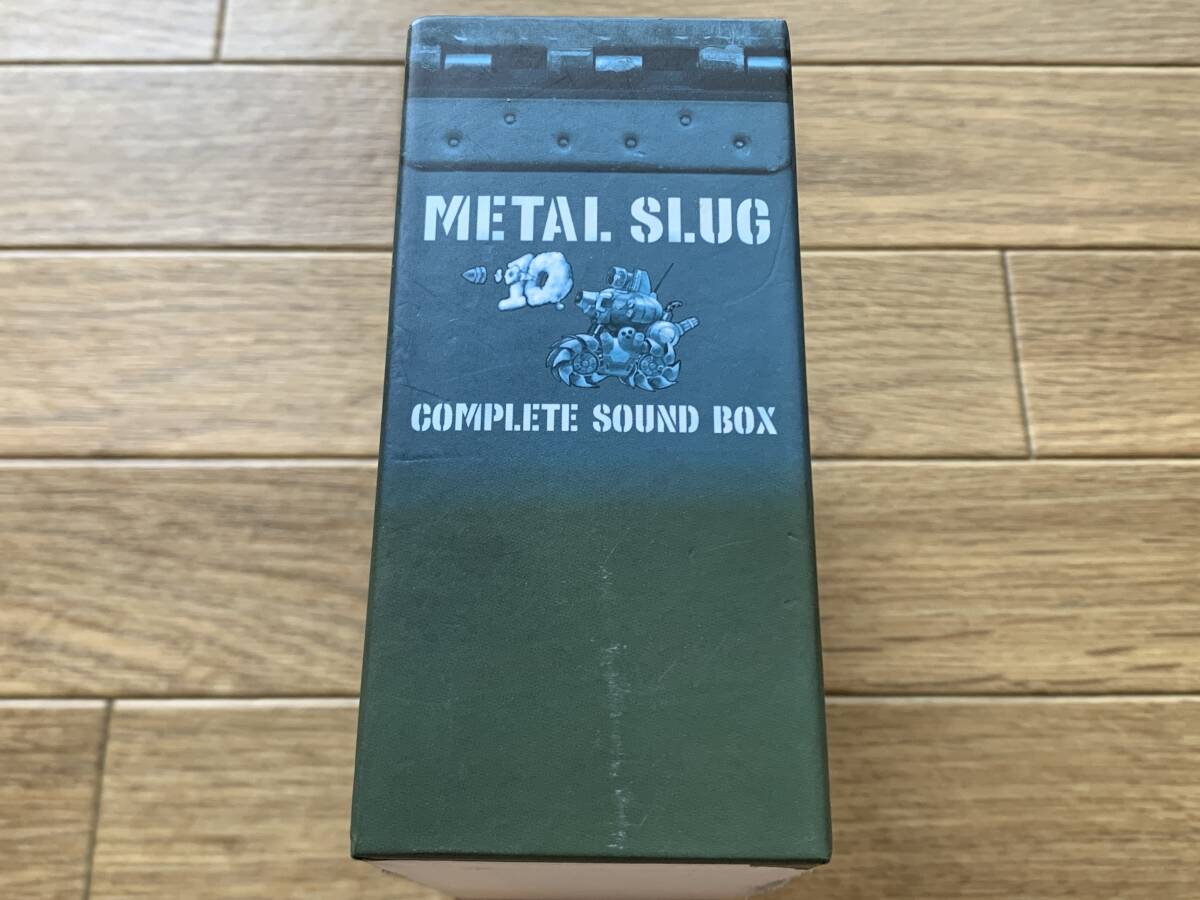 METAL SLUG
10
COMPLETE SOUND BOX